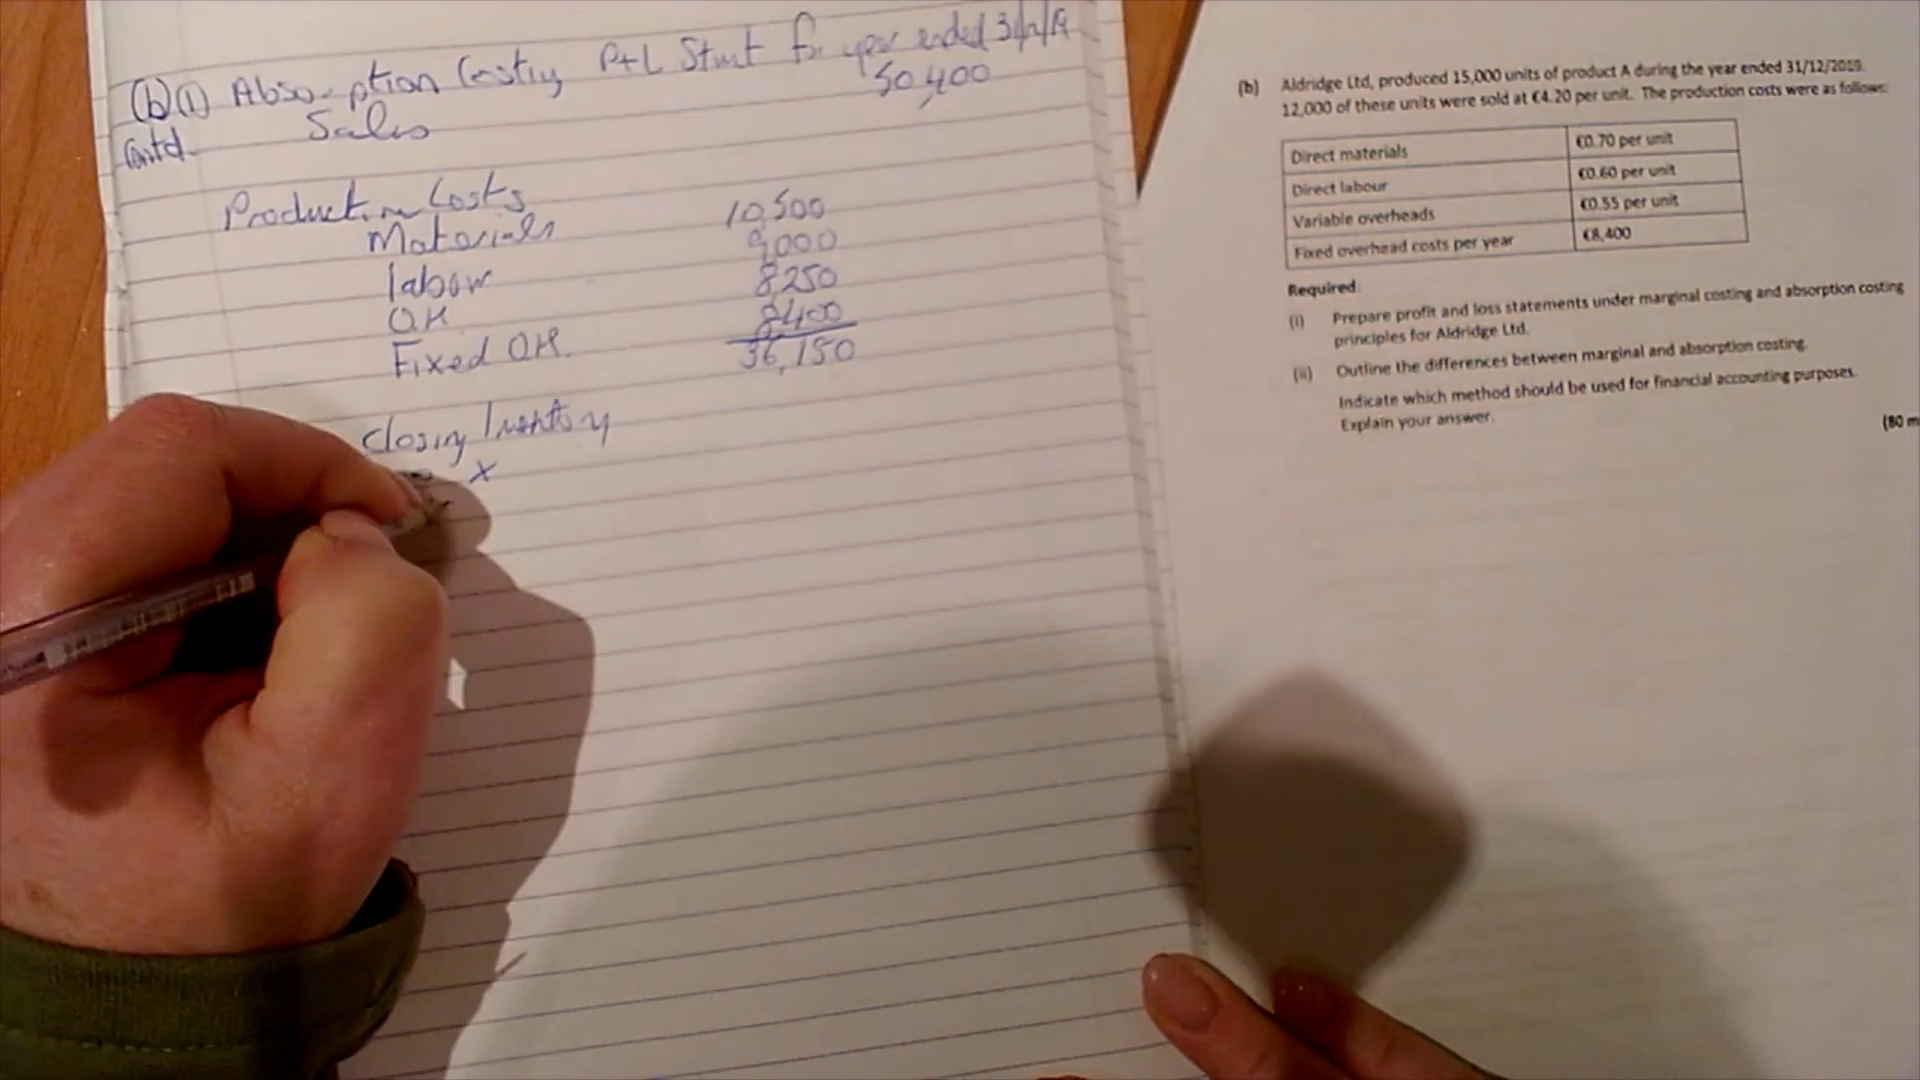 (b)(i) Absorption Costing P+L Stmt for year ended 31/12/19
Contd. Sales 50,400
Production Costs
Materials 10,500
labour 9000
O.H. 8,250
Fixed O.H. 8400
36,150
Closing Inventory
x
(b) Aldridge Ltd, produced 15,000 units of product A during the year ended 31/12/2019.
12,000 of these units were sold at €4.20 per unit. The production costs were as follows:
Direct materials €0.70 per unit
Direct labour €0.60 per unit
Variable overheads €0.55 per unit
Fixed overhead costs per year €8,400
Required:
(i) Prepare profit and loss statements under marginal costing and absorption costing
principles for Aldridge Ltd.
(ii) Outline the differences between marginal and absorption costing.
Indicate which method should be used for financial accounting purposes.
Explain your answer.
(80 m